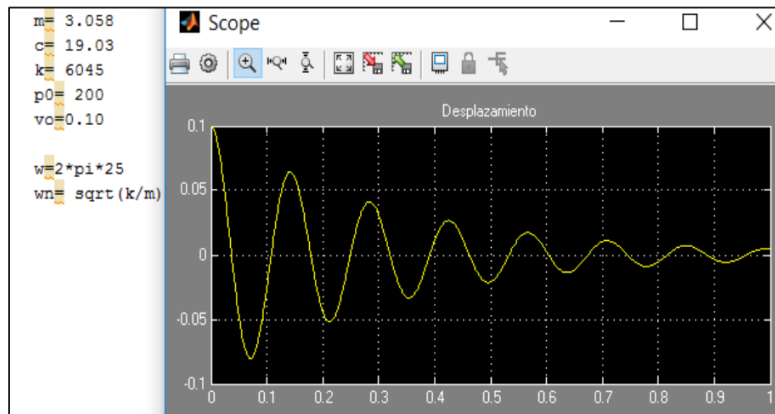 m= 3.058
c= 19.03
k= 6045
p0= 200
vo=0.10
w=2*pi*25
wn= sqrt(k/m)
Scope
Desplazamiento
0.1
0.05
0
-0.05
-0.1
0 0.1 0.2 0.3 0.4 0.5 0.6 0.7 0.8 0.9 1